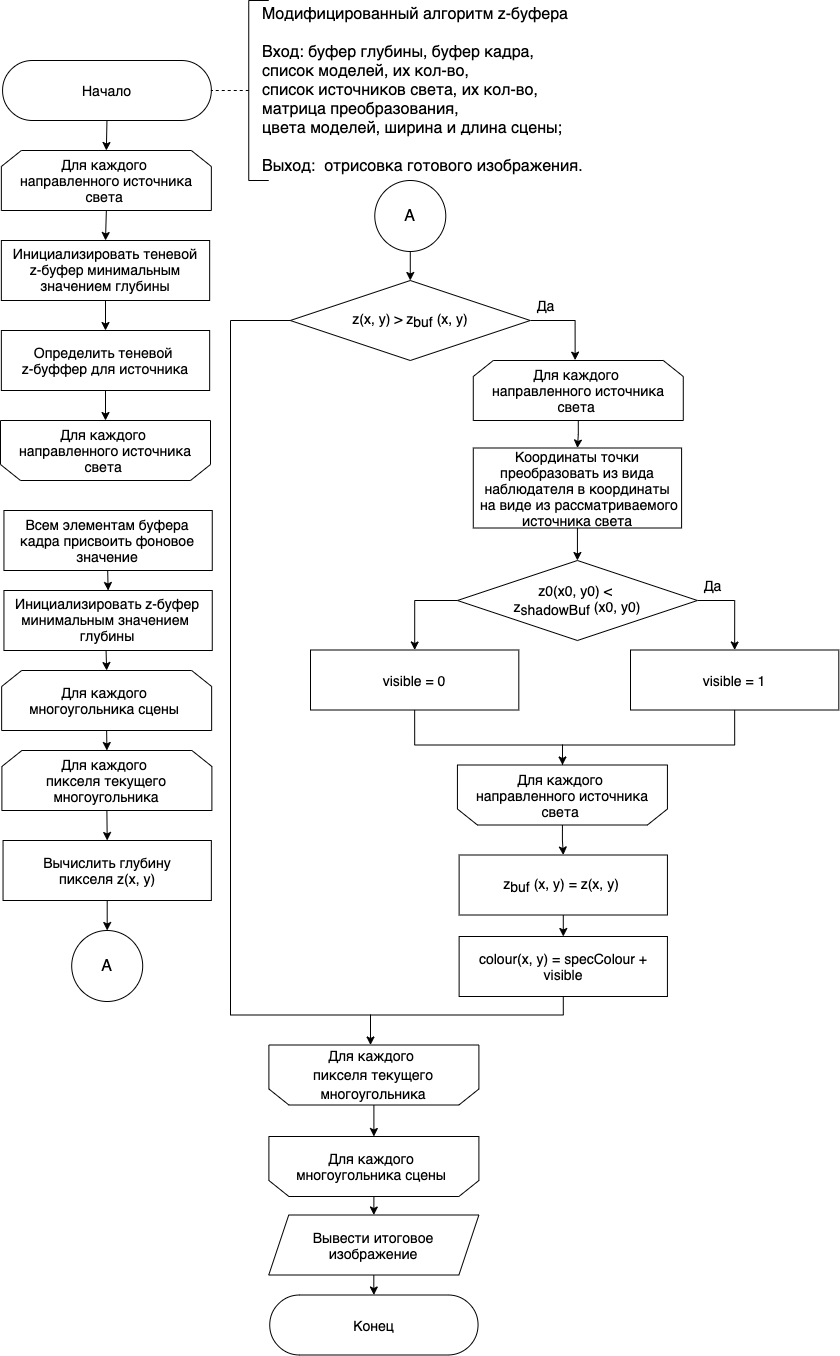 Модифицированный алгоритм z-буфера
Вход: буфер глубины, буфер кадра,
список моделей, их кол-во,
список источников света, их кол-во,
матрица преобразования,
цвета моделей, ширина и длина сцены;
Выход: отрисовка готового изображения.
Начало
Для каждого
направленного источника
света
Инициализировать теневой
z-буфер минимальным
значением глубины
Определить теневой
z-буффер для источника
Для каждого
направленного источника
света
Всем элементам буфера
кадра присвоить фоновое
значение
Инициализировать z-буфер
минимальным значением
глубины
Для каждого
многоугольника сцены
Для каждого
пикселя текущего
многоугольника
Вычислить глубину
пикселя z(x, y)
A
A
z(x, y) > zbuf (x, y)
Да
Для каждого
направленного источника
света
Координаты точки
преобразовать из вида
наблюдателя в координаты
на виде из рассматриваемого
источника света
z0(x0, y0) <
zshadowBuf (x0, y0)
Да
visible = 0
visible = 1
Для каждого
направленного источника
света
zbuf (x, y) = z(x, y)
colour(x, y) = specColour +
visible
Для каждого
пикселя текущего
многоугольника
Для каждого
многоугольника сцены
Вывести итоговое
изображение
Конец